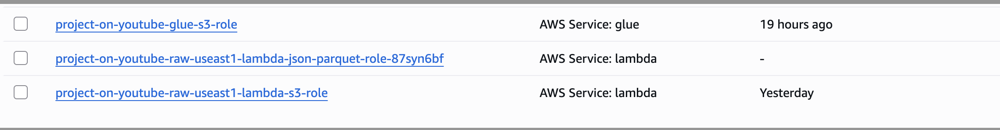 project-on-youtube-glue-s3-role AWS Service: glue 19 hours ago
project-on-youtube-raw-useast1-lambda-json-parquet-role-87syn6bf AWS Service: lambda -
project-on-youtube-raw-useast1-lambda-s3-role AWS Service: lambda Yesterday